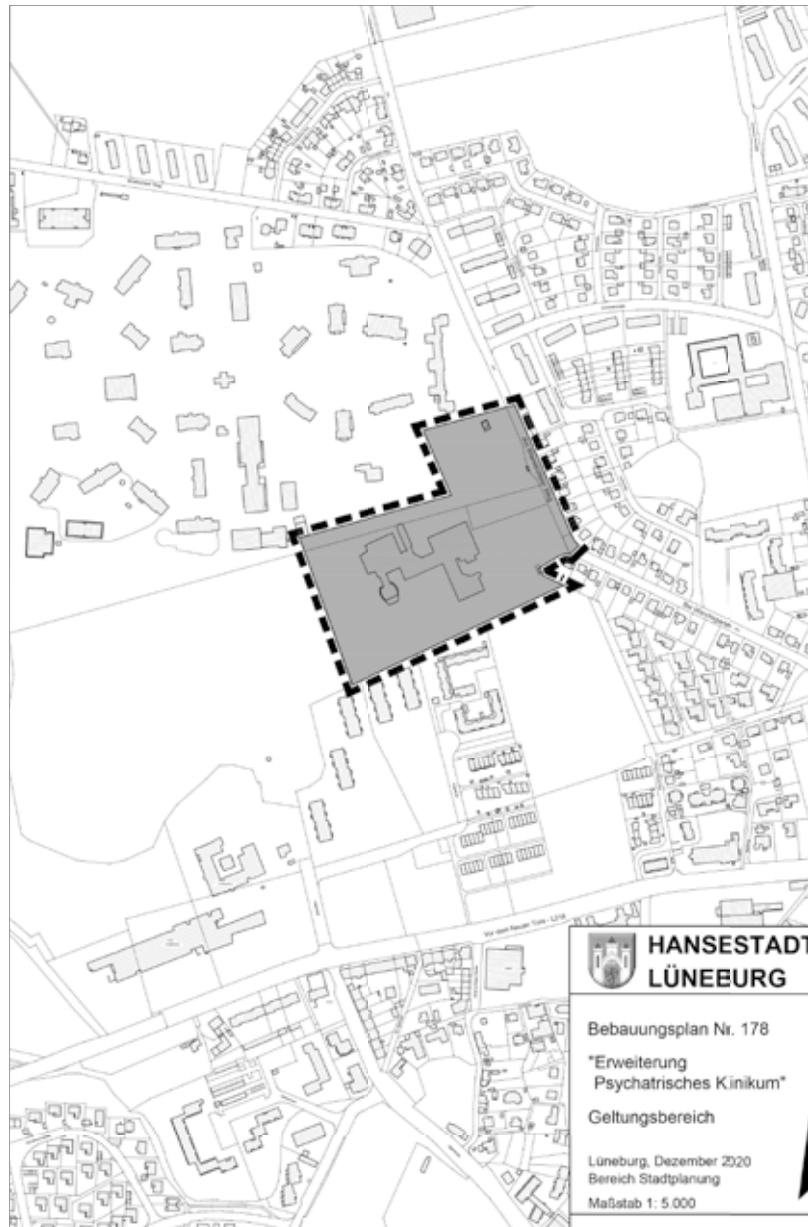 Vor dem Neuen Tore - L216
HANSESTADT
LÜNEBURG
Bebauungsplan Nr. 178
"Erweiterung
Psychatrisches Klinikum"
Geltungsbereich
Lüneburg, Dezember 2020
Bereich Stadtplanung
Maßstab 1: 5.000